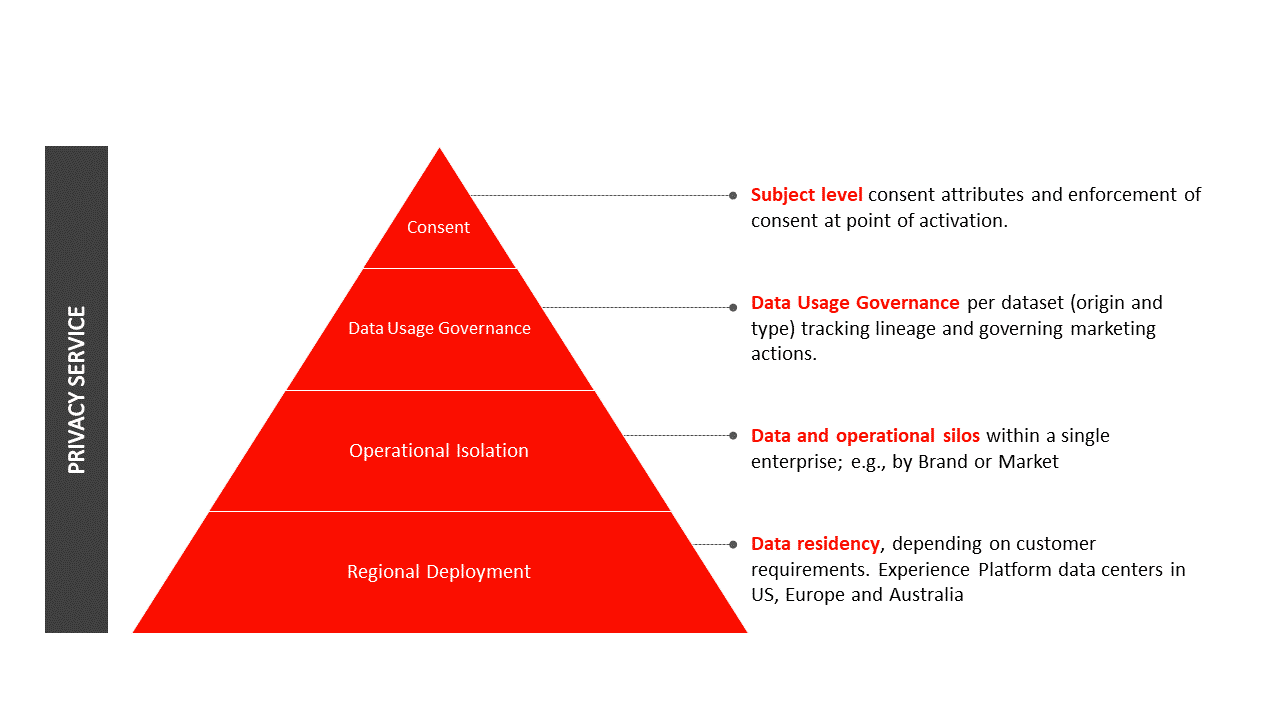 PRIVACY SERVICE
Consent
Subject level consent attributes and enforcement of
consent at point of activation.
Data Usage Governance
Data Usage Governance per dataset (origin and
type) tracking lineage and governing marketing
actions.
Operational Isolation
Data and operational silos within a single
enterprise; e.g., by Brand or Market
Regional Deployment
Data residency, depending on customer
requirements. Experience Platform data centers in
US, Europe and Australia